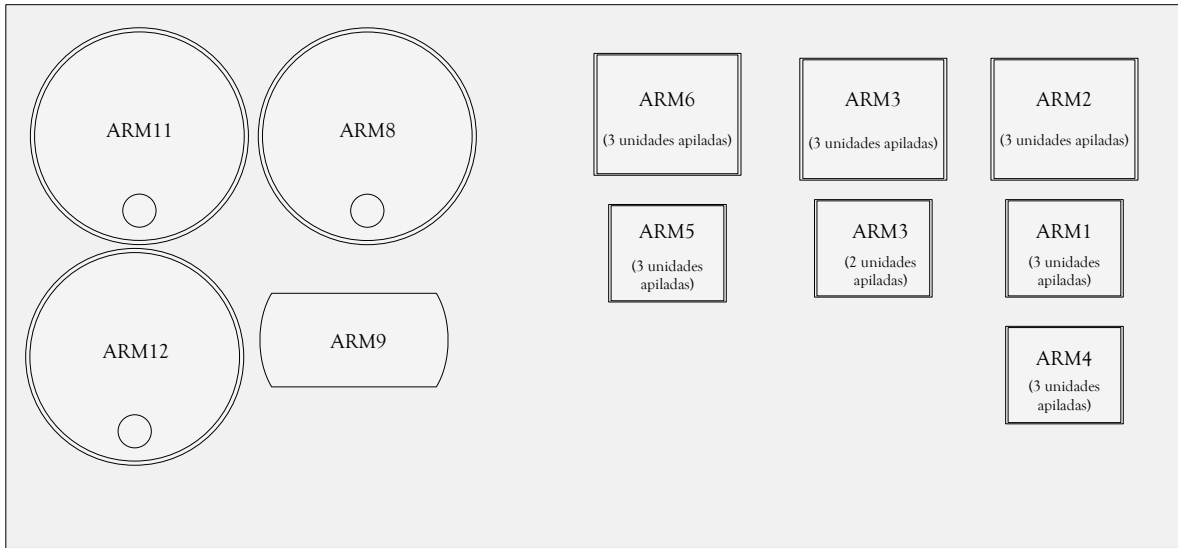 ARM11
ARM8
ARM6
(3 unidades apiladas)
ARM3
(3 unidades apiladas)
ARM2
(3 unidades apiladas)
ARM5
(3 unidades
apiladas)
ARM3
(2 unidades
apiladas)
ARM1
(3 unidades
apiladas)
ARM12
ARM9
ARM4
(3 unidades
apiladas)